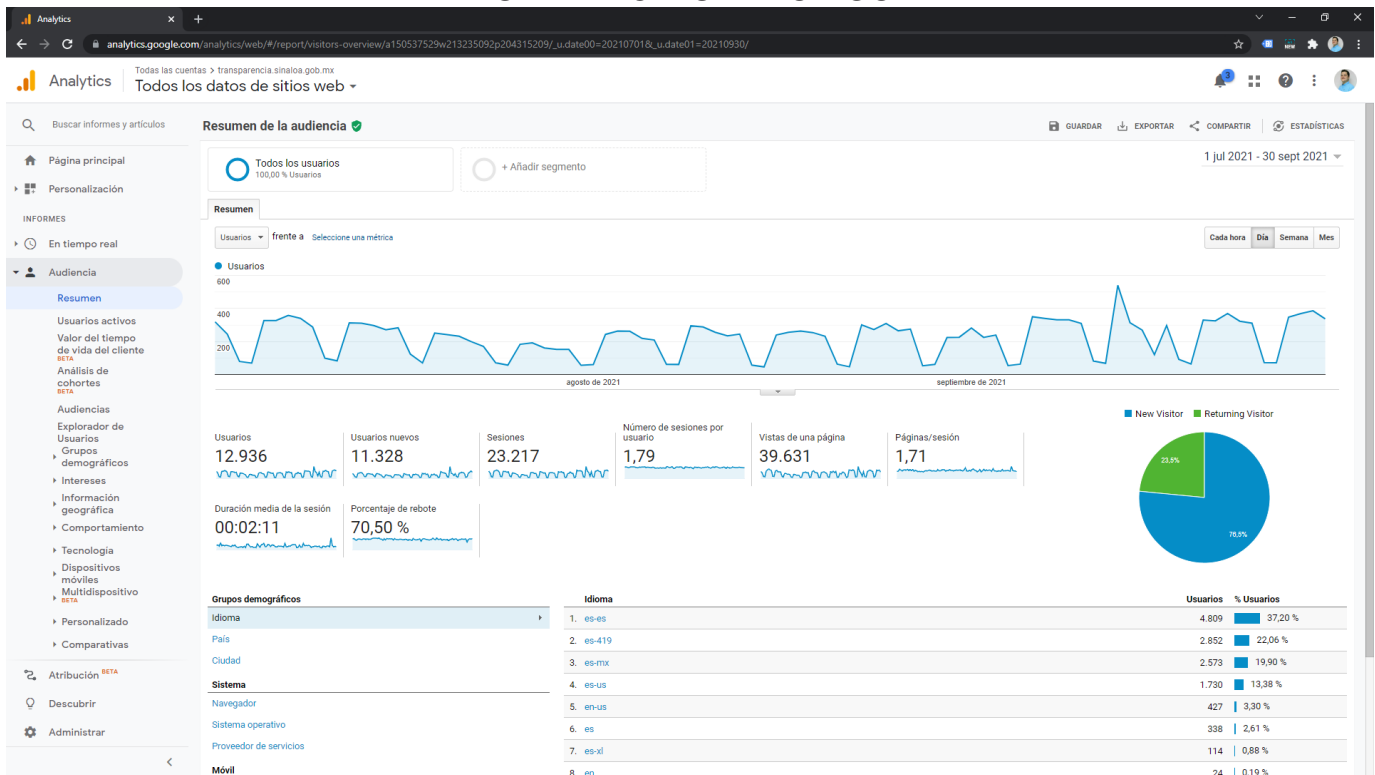 Analytics
analytics.google.com/analytics/web/#/report/visitors-overview/a150537529w213235092p204315209/_u.date00=20210701&_u.date01=20210930/
NEW
Analytics
Todas las cuentas > transparencia.sinaloa.gob.mx
Todos los datos de sitios web
3
Buscar informes y artículos
Resumen de la audiencia
GUARDAR
EXPORTAR
COMPARTIR
ESTADÍSTICAS
Página principal
Personalización
INFORMES
En tiempo real
Audiencia
Resumen
Usuarios activos
Valor del tiempo
de vida del cliente
BETA
Análisis de
cohortes
BETA
Audiencias
Explorador de
Usuarios
Grupos
demográficos
Intereses
Información
geográfica
Comportamiento
Tecnología
Dispositivos
móviles
Multidispositivo
BETA
Personalizado
Comparativas
Atribución BETA
Descubrir
Administrar
Todos los usuarios
100,00 % Usuarios
+ Añadir segmento
1 jul 2021 - 30 sept 2021
Resumen
Usuarios frente a Seleccione una métrica
Cada hora Día Semana Mes
Usuarios
600
400
200
agosto de 2021
septiembre de 2021
New Visitor Returning Visitor
23,5%
76,5%
Usuarios
12.936
Usuarios nuevos
11.328
Sesiones
23.217
Número de sesiones por
usuario
1,79
Vistas de una página
39.631
Páginas/sesión
1,71
Duración media de la sesión
00:02:11
Porcentaje de rebote
70,50 %
Grupos demográficos
Idioma
País
Ciudad
Sistema
Navegador
Sistema operativo
Proveedor de servicios
Móvil
Idioma Usuarios % Usuarios
1. es-es 4.809 37,20 %
2. es-419 2.852 22,06 %
3. es-mx 2.573 19,90 %
4. es-us 1.730 13,38 %
5. en-us 427 3,30 %
6. es 338 2,61 %
7. es-xl 114 0,88 %
8. en 24 0,19 %